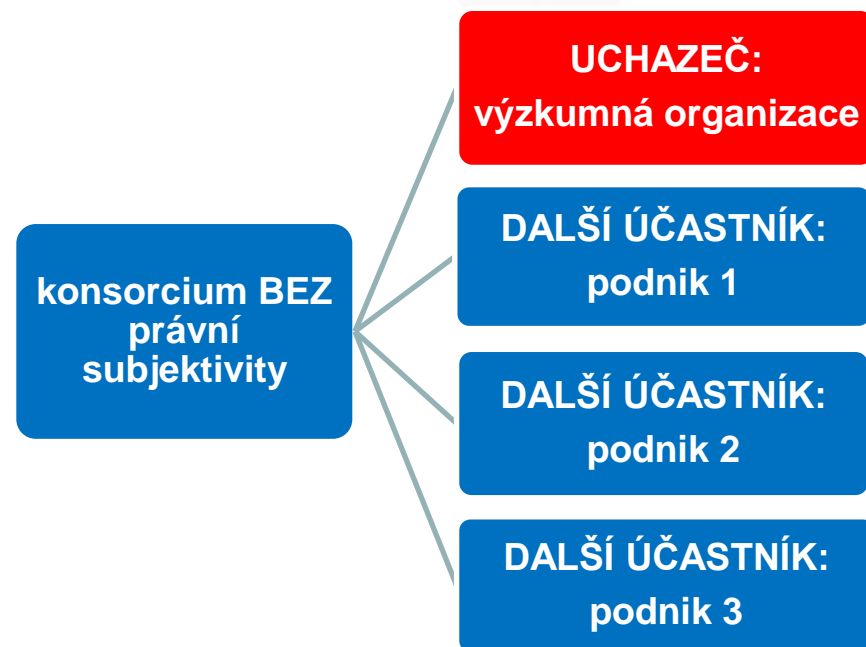 konsorcium BEZ
právní
subjektivity
UCHAZEČ:
výzkumná organizace
DALŠÍ ÚČASTNÍK:
podnik 1
DALŠÍ ÚČASTNÍK:
podnik 2
DALŠÍ ÚČASTNÍK:
podnik 3